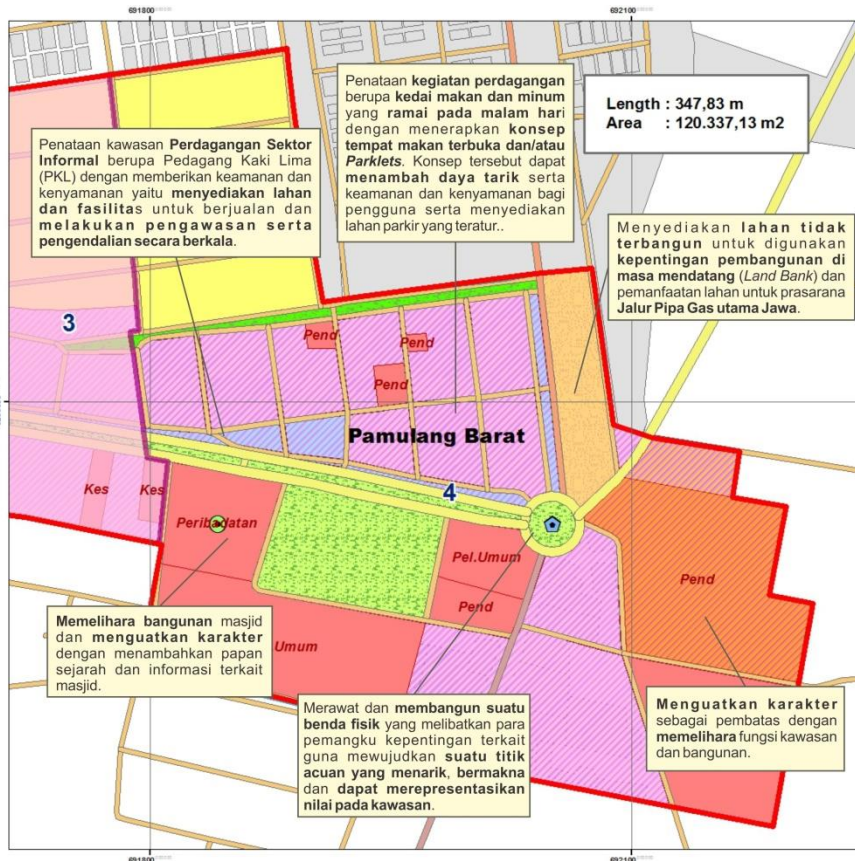 691800
692100
Penataan kawasan Perdagangan Sektor
Informal berupa Pedagang Kaki Lima
(PKL) dengan memberikan keamanan dan
kenyamanan yaitu menyediakan lahan
dan fasilitas untuk berjualan dan
melakukan pengawasan serta
pengendalian secara berkala.
Penataan kegiatan perdagangan
berupa kedai makan dan minum
yang ramai pada malam hari
dengan menerapkan konsep
tempat makan terbuka dan/atau
Parklets. Konsep tersebut dapat
menambah daya tarik serta
keamanan dan kenyamanan bagi
pengguna serta menyediakan
lahan parkir yang teratur..
Length : 347,83 m
Area : 120.337,13 m2
Menyediakan lahan tidak
terbangun untuk digunakan
kepentingan pembangunan di
masa mendatang (Land Bank) dan
pemanfaatan lahan untuk prasarana
Jalur Pipa Gas utama Jawa.
3
Pend
Pend
Pend
Pamulang Barat
4
Kes
Kes
Peribadatan
Pel.Umum
Pend
Pend
Umum
Memelihara bangunan masjid
dan menguatkan karakter
dengan menambahkan papan
sejarah dan informasi terkait
masjid.
Merawat dan membangun suatu
benda fisik yang melibatkan para
pemangku kepentingan terkait
guna mewujudkan suatu titik
acuan yang menarik, bermakna
dan dapat merepresentasikan
nilai pada kawasan.
Menguatkan karakter
sebagai pembatas dengan
memelihara fungsi kawasan
dan bangunan.
691800
692100